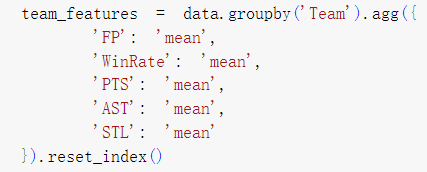 team_features = data.groupby('Team').agg({
'FP': 'mean',
'WinRate': 'mean',
'PTS': 'mean',
'AST': 'mean',
'STL': 'mean'
}).reset_index()